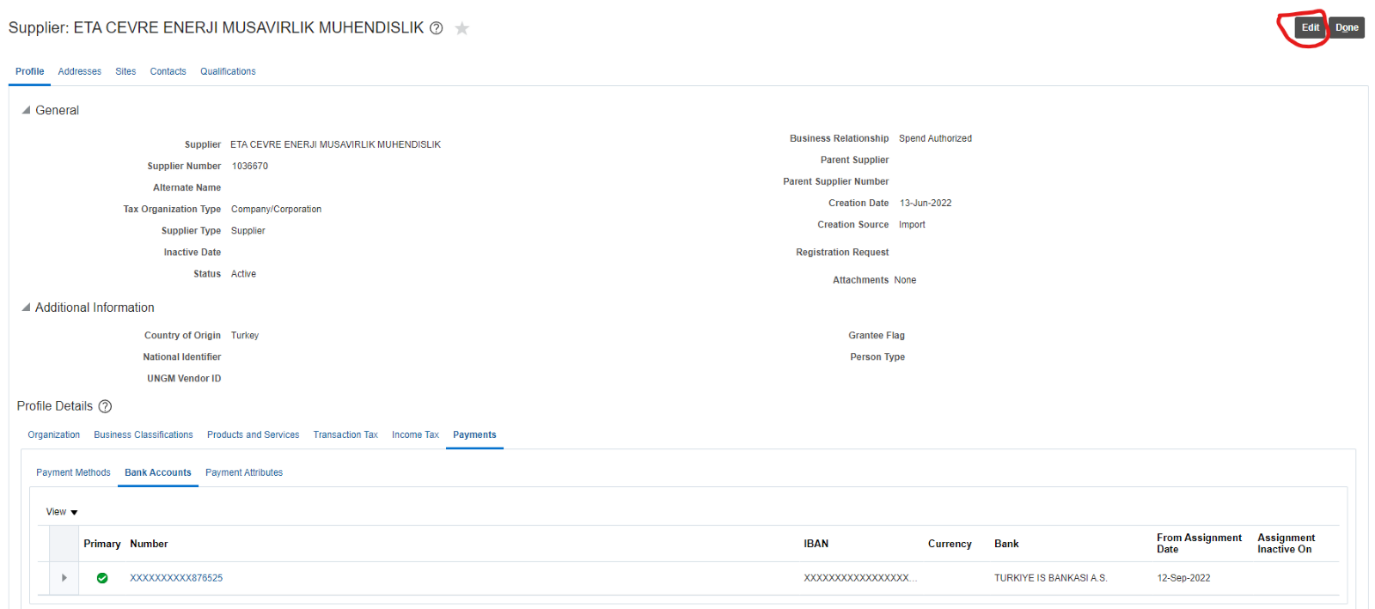 Supplier: ETA CEVRE ENERJI MUSAVIRLIK MUHENDISLIK ?
Edit Done
Profile Addresses Sites Contacts Qualifications
General
Supplier ETA CEVRE ENERJI MUSAVIRLIK MUHENDISLIK
Supplier Number 1036670
Alternate Name
Tax Organization Type Company/Corporation
Supplier Type Supplier
Inactive Date
Status Active
Business Relationship Spend Authorized
Parent Supplier
Parent Supplier Number
Creation Date 13-Jun-2022
Creation Source Import
Registration Request
Attachments None
Additional Information
Country of Origin Turkey
National Identifier
UNGM Vendor ID
Grantee Flag
Person Type
Profile Details ?
Organization Business Classifications Products and Services Transaction Tax Income Tax Payments
Payment Methods Bank Accounts Payment Attributes
View
Primary Number IBAN Currency Bank From Assignment Date Assignment Inactive On
XXXXXXXXXX876525 XXXXXXXXXXXXXXXXX... TURKIYE IS BANKASI A.S. 12-Sep-2022